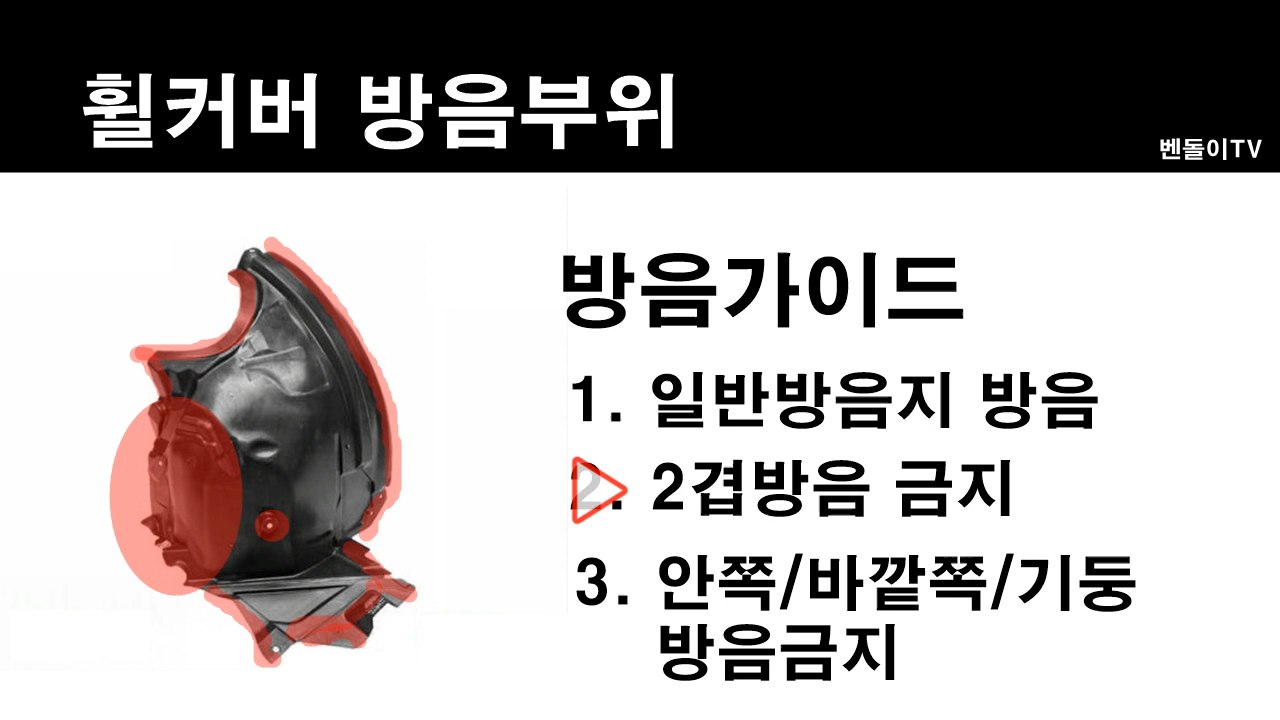 휠커버 방음부위
벤돌이TV
방음가이드
1. 일반방음지 방음
2. 2겹방음 금지
3. 안쪽/바깥쪽/기둥
방음금지